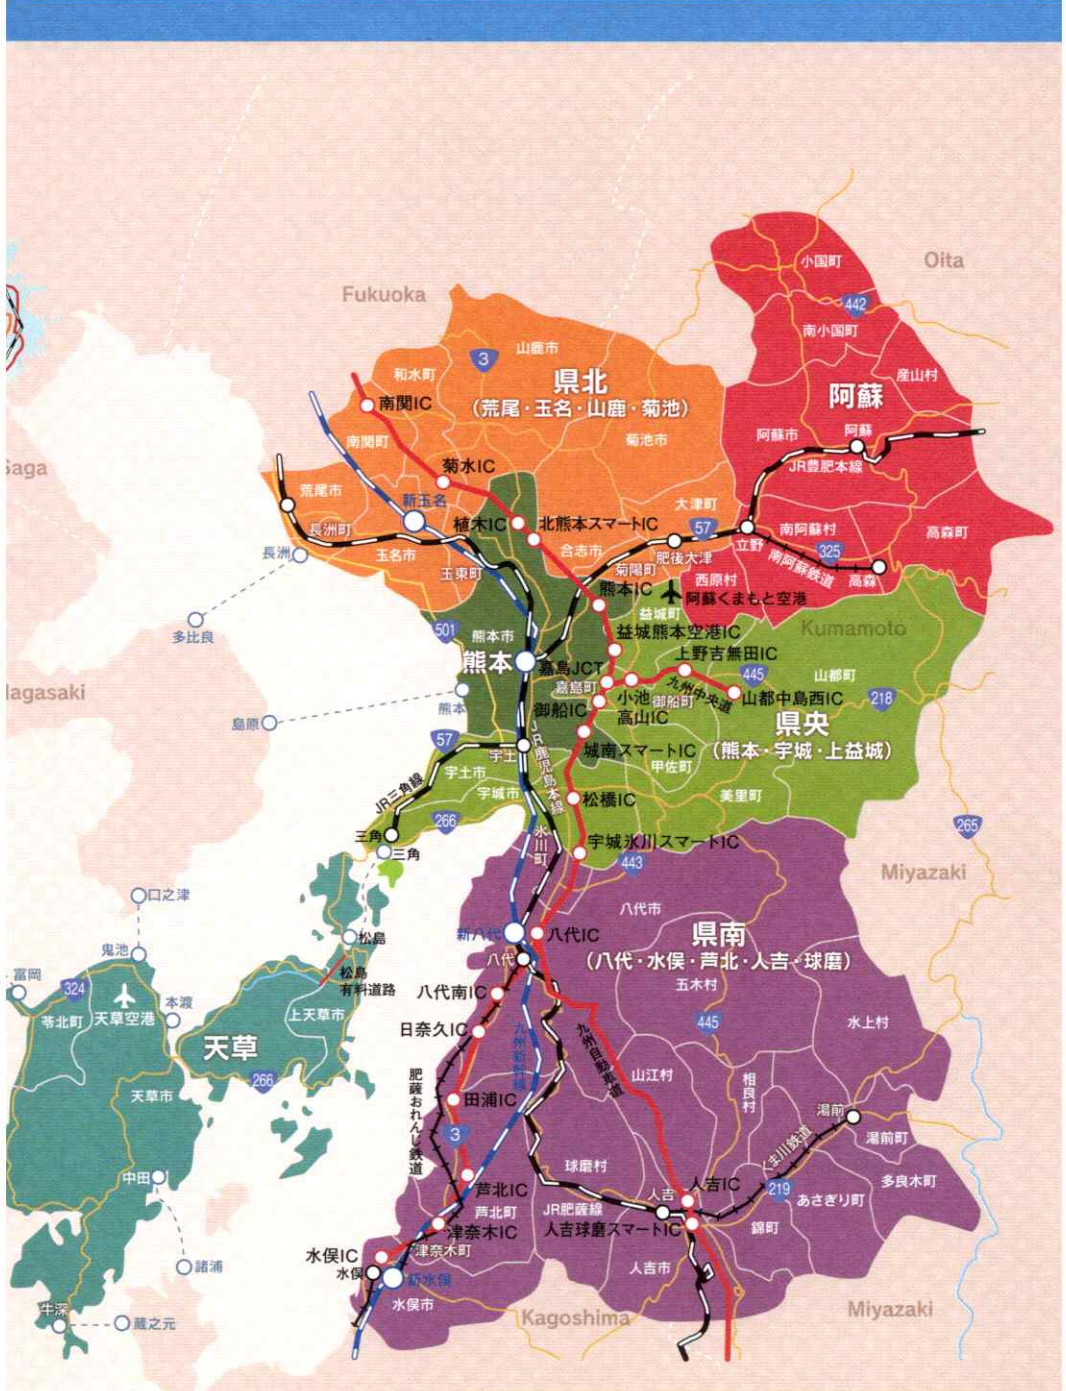 小国町
Oita
Fukuoka
442
南小国町
山鹿市
3
和水町
産山村
県北
阿蘇
南関IC
(荒尾・玉名・山鹿・菊池)
阿蘇市
阿蘇
南関町
菊池市
JR豊肥本線
菊水IC
荒尾市
新玉名
大津町
植木IC
北熊本スマートIC
57
南阿蘇村
高森町
長洲町
立野
325
長洲
玉名市
合志市
肥後大津
南阿蘇鉄道
玉東町
菊陽町
西原村
高森
熊本IC
阿蘇くまもと空港
益城町
多比良
501
熊本市
益城熊本空港IC
Kumamoto
熊本
嘉島JCT
上野吉無田IC
445
山都町
嘉島町
九州中央道
218
熊本
御船IC
小池
高山IC
御船町
山都中島西IC
島原
県央
(熊本・宇城・上益城)
57
宇土
JR鹿児島本線
城南スマートIC
宇土市
甲佐町
JR三角線
宇城市
松橋IC
美里町
266
三角
三角
氷川町
宇城氷川スマートIC
443
265
Miyazaki
口之津
八代市
松島
新八代
八代IC
県南
(八代・水俣・芦北・人吉・球磨)
鬼池
八代
富岡
324
松島
有料道路
五木村
八代南IC
天草空港
本渡
苓北町
上天草市
445
水上村
日奈久IC
九州新幹線
九州自動車道
天草
266
山江村
相良村
天草市
肥薩おれんじ鉄道
田浦IC
湯前
3
くま川鉄道
湯前町
中田
球磨村
芦北IC
人吉
人吉IC
219
多良木町
あさぎり町
芦北町
JR肥薩線
津奈木IC
人吉球磨スマートIC
錦町
水俣IC
津奈木町
諸浦
水俣
新水俣
人吉市
水俣市
牛深
蔵之元
Kagoshima
Miyazaki